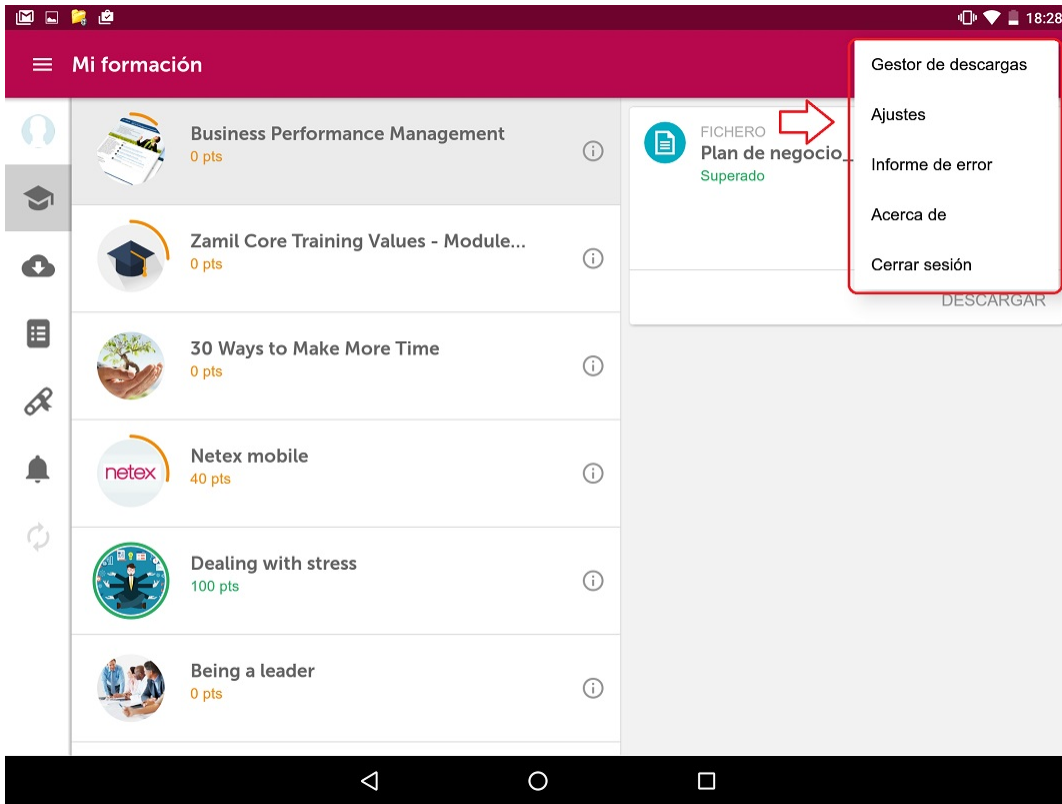 18:28
Mi formación
Business Performance Management
0 pts
Zamil Core Training Values - Module...
0 pts
30 Ways to Make More Time
0 pts
netex
Netex mobile
40 pts
Dealing with stress
100 pts
Being a leader
0 pts
FICHERO
Plan de negocio_
Superado
DESCARGAR
Gestor de descargas
Ajustes
Informe de error
Acerca de
Cerrar sesión